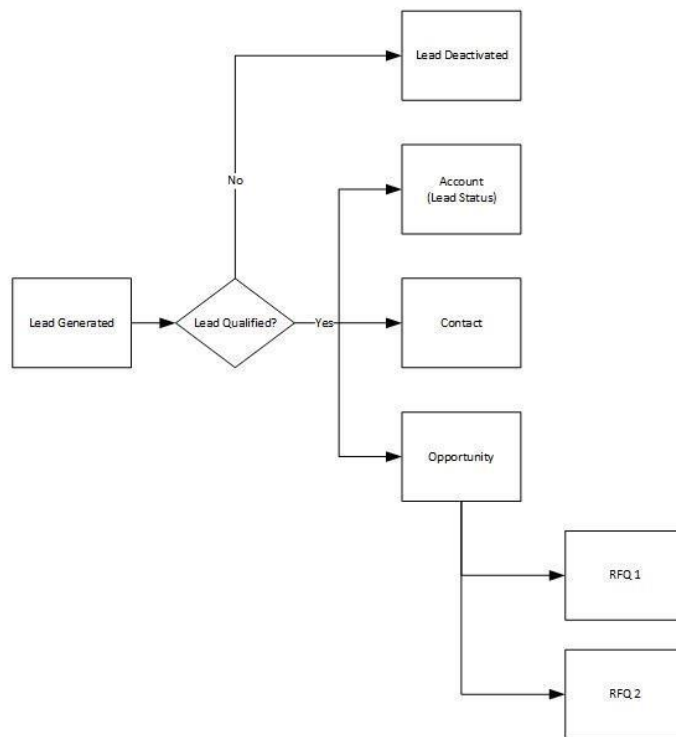 Lead Deactivated
No
Account
(Lead Status)
Lead Generated
Lead Qualified?
Yes
Contact
Opportunity
RFQ 1
RFQ 2